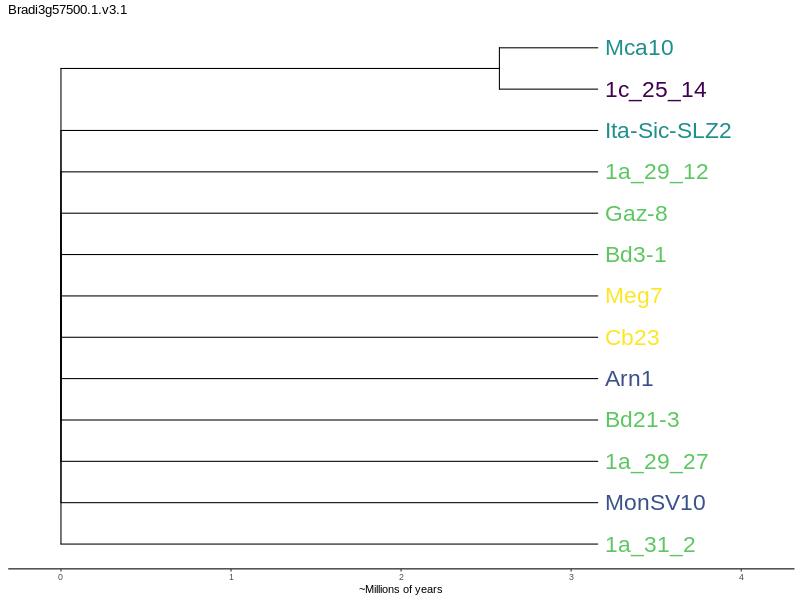 Bradi3g57500.1.v3.1
Mca10
1c_25_14
Ita-Sic-SLZ2
1a_29_12
Gaz-8
Bd3-1
Meg7
Cb23
Arn1
Bd21-3
1a_29_27
MonSV10
1a_31_2
0 1 2 3 4
~Millions of years